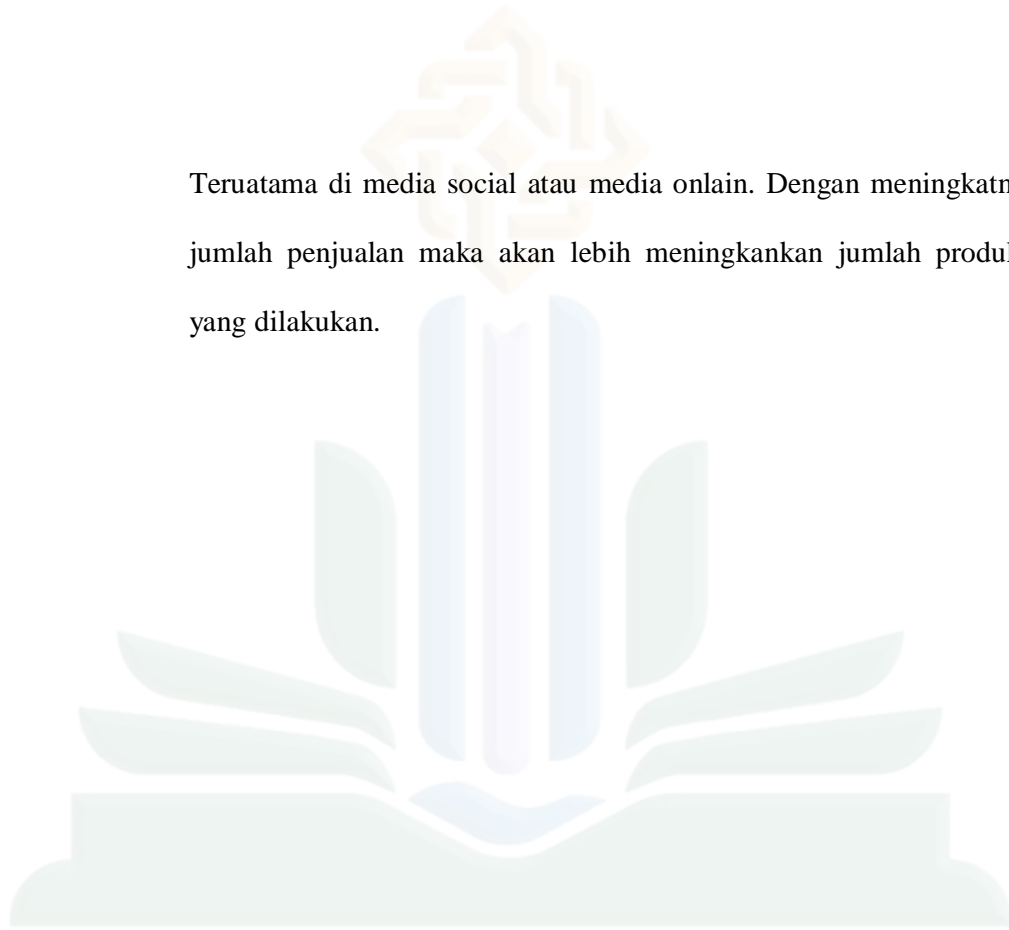 Teruatama di media social atau media onlain. Dengan
jumlah penjualan maka akan lebih meningkankan jumlah
yang dilakukan.